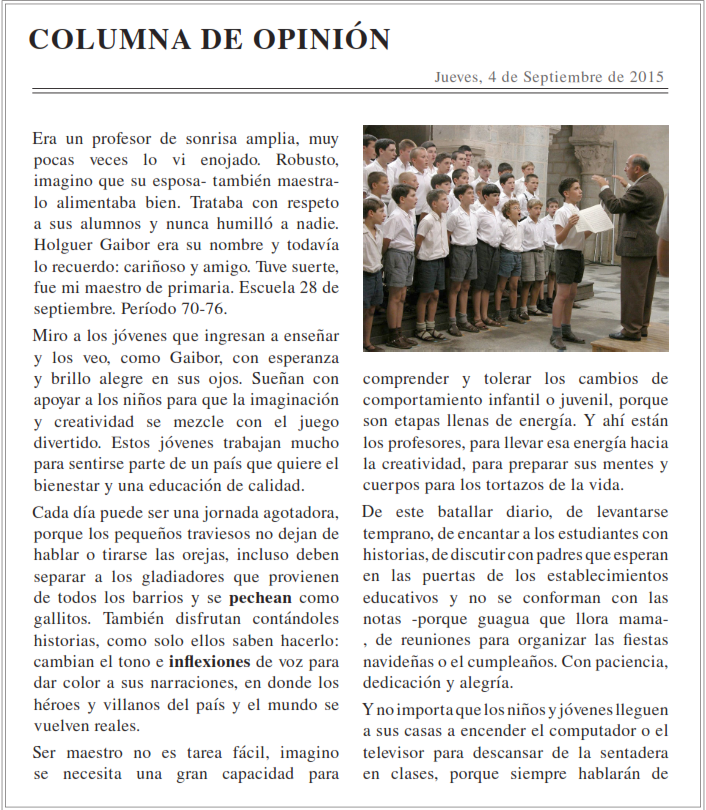 COLUMNA DE OPINIÓN
Jueves, 4 de Septiembre de 2015
Era un profesor de sonrisa amplia, muy
pocas veces lo vi enojado. Robusto,
imagino que su esposa- también maestra-
lo alimentaba bien. Trataba con respeto
a sus alumnos y nunca humilló a nadie.
Holguer Gaibor era su nombre y todavía
lo recuerdo: cariñoso y amigo. Tuve suerte,
fue mi maestro de primaria. Escuela 28 de
septiembre. Período 70-76.
Miro a los jóvenes que ingresan a enseñar
y los veo, como Gaibor, con esperanza
y brillo alegre en sus ojos. Sueñan con
apoyar a los niños para que la imaginación
y creatividad se mezcle con el juego
divertido. Estos jóvenes trabajan mucho
para sentirse parte de un país que quiere el
bienestar y una educación de calidad.
Cada día puede ser una jornada agotadora,
porque los pequeños traviesos no dejan de
hablar o tirarse las orejas, incluso deben
separar a los gladiadores que provienen
de todos los barrios y se pechean como
gallitos. También disfrutan contándoles
historias, como solo ellos saben hacerlo:
cambian el tono e inflexiones de voz para
dar color a sus narraciones, en donde los
héroes y villanos del país y el mundo se
vuelven reales.
Ser maestro no es tarea fácil, imagino
se necesita una gran capacidad para
comprender y tolerar los cambios de
comportamiento infantil o juvenil, porque
son etapas llenas de energía. Y ahí están
los profesores, para llevar esa energía hacia
la creatividad, para preparar sus mentes y
cuerpos para los tortazos de la vida.
De este batallar diario, de levantarse
temprano, de encantar a los estudiantes con
historias, de discutir con padres que esperan
en las puertas de los establecimientos
educativos y no se conforman con las
notas -porque guagua que llora mama-
, de reuniones para organizar las fiestas
navideñas o el cumpleaños. Con paciencia,
dedicación y alegría.
Y no importa que los niños y jóvenes lleguen
a sus casas a encender el computador o el
televisor para descansar de la sentadera
en clases, porque siempre hablarán de